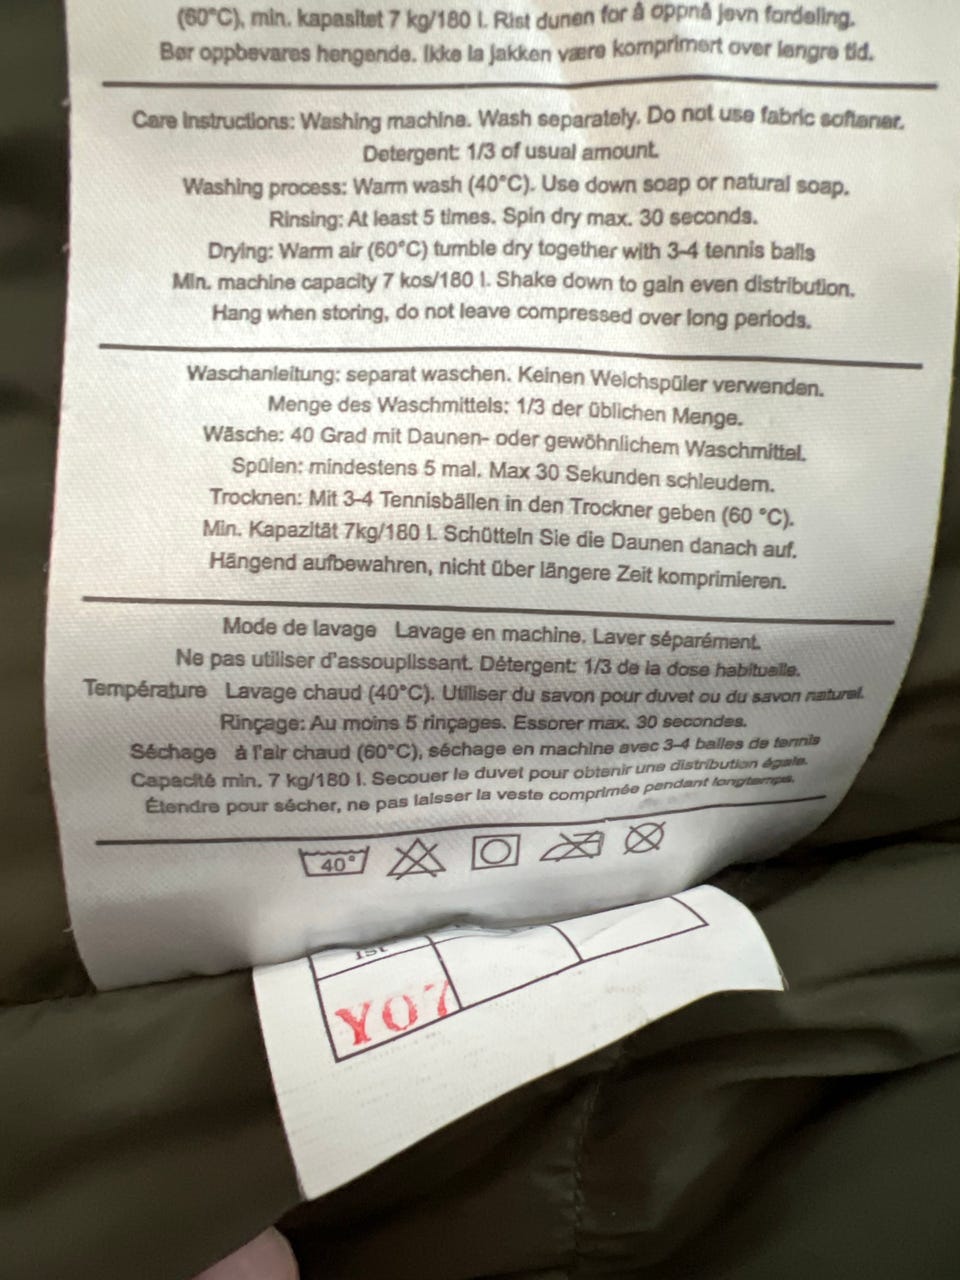 (60°C), min. kapasitet 7 kg/180 l. Rist dunen for å oppnå jevn fordeling.
Bør oppbevares hengende. Ikke la jakken være komprimert over lengre tid.
Care Instructions: Washing machine. Wash separately. Do not use fabric softener.
Detergent: 1/3 of usual amount.
Washing process: Warm wash (40°C). Use down soap or natural soap.
Rinsing: At least 5 times. Spin dry max. 30 seconds.
Drying: Warm air (60°C) tumble dry together with 3-4 tennis balls
Min. machine capacity 7 kos/180 l. Shake down to gain even distribution.
Hang when storing, do not leave compressed over long periods.
Waschanleitung: separat waschen. Keinen Weichspüler verwenden.
Menge des Waschmittels: 1/3 der üblichen Menge.
Wäsche: 40 Grad mit Daunen- oder gewöhnlichem Waschmittel.
Spülen: mindestens 5 mal. Max 30 Sekunden schleudern.
Trocknen: Mit 3-4 Tennisbällen in den Trockner geben (60 °C).
Min. Kapazität 7kg/180 l. Schütteln Sie die Daunen danach auf.
Hängend aufbewahren, nicht über längere Zeit komprimieren.
Mode de lavage Lavage en machine. Laver séparément.
Ne pas utiliser d'assouplissant. Détergent: 1/3 de la dose habituelle.
Température Lavage chaud (40°C). Utiliser du savon pour duvet ou du savon naturel.
Rinçage: Au moins 5 rinçages. Essorer max. 30 secondes.
Séchage à l'air chaud (60°C), séchage en machine avec 3-4 balles de tennis
Capacité min. 7 kg/180 l. Secouer le duvet pour obtenir une distribution égale.
Étendre pour sécher, ne pas laisser la veste comprimée pendant longtemps.
40°
1ST
Y07